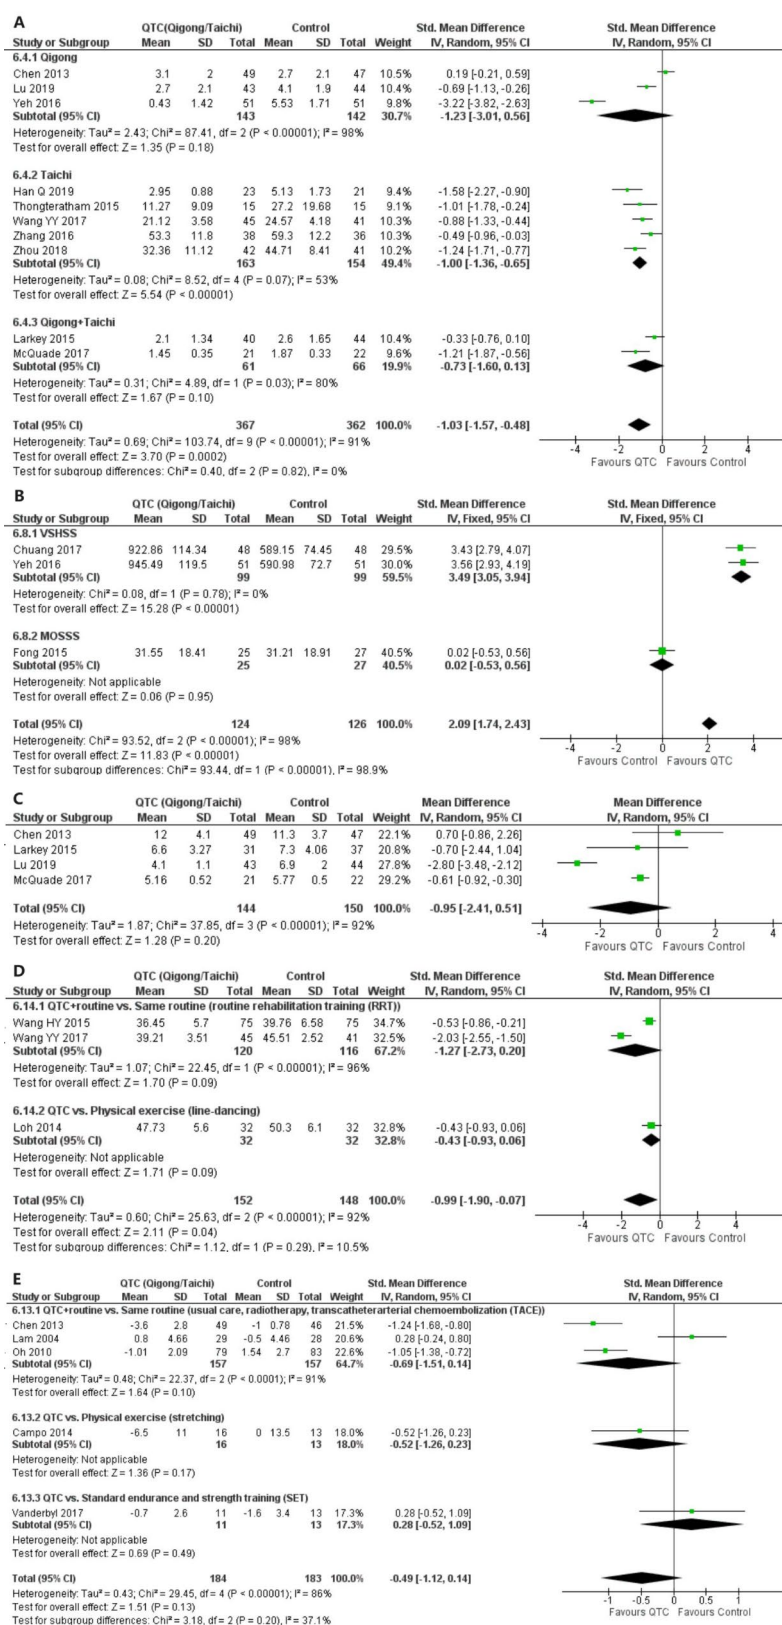 A
QTC(Qigong/Taichi) Control Std. Mean Difference Std. Mean Difference
Study or Subgroup Mean SD Total Mean SD Total Weight IV, Random, 95% CI IV, Random, 95% CI
6.4.1 Qigong
Chen 2013 3.1 2 49 2.7 2.1 47 10.5% 0.19 [-0.21, 0.59]
Lu 2019 2.7 2.1 43 4.1 1.9 44 10.4% -0.69 [-1.13, -0.26]
Yeh 2016 0.43 1.42 51 5.53 1.71 51 9.8% -3.22 [-3.82, -2.63]
Subtotal (95% CI) 143 142 30.7% -1.23 [-3.01, 0.56]
Heterogeneity: Tau² = 2.43; Chi² = 87.41, df = 2 (P < 0.00001); I² = 98%
Test for overall effect: Z = 1.35 (P = 0.18)
6.4.2 Taichi
Han Q 2019 2.95 0.88 23 5.13 1.73 21 9.4% -1.58 [-2.27, -0.90]
Thongteratham 2015 11.27 9.09 15 27.2 19.68 15 9.1% -1.01 [-1.78, -0.24]
Wang YY 2017 21.12 3.58 45 24.57 4.18 41 10.3% -0.88 [-1.33, -0.44]
Zhang 2016 53.3 11.8 38 59.3 12.2 36 10.3% -0.49 [-0.96, -0.03]
Zhou 2018 32.36 11.12 42 44.71 8.41 41 10.2% -1.24 [-1.71, -0.77]
Subtotal (95% CI) 163 154 49.4% -1.00 [-1.36, -0.65]
Heterogeneity: Tau² = 0.08; Chi² = 8.52, df = 4 (P = 0.07); I² = 53%
Test for overall effect: Z = 5.54 (P < 0.00001)
6.4.3 Qigong+Taichi
Larkey 2015 2.1 1.34 40 2.6 1.65 44 10.4% -0.33 [-0.76, 0.10]
McQuade 2017 1.45 0.35 21 1.87 0.33 22 9.6% -1.21 [-1.87, -0.56]
Subtotal (95% CI) 61 66 19.9% -0.73 [-1.60, 0.13]
Heterogeneity: Tau² = 0.31; Chi² = 4.89, df = 1 (P = 0.03); I² = 80%
Test for overall effect: Z = 1.67 (P = 0.10)
Total (95% CI) 367 362 100.0% -1.03 [-1.57, -0.48]
Heterogeneity: Tau² = 0.69; Chi² = 103.74, df = 9 (P < 0.00001); I² = 91%
Test for overall effect: Z = 3.70 (P = 0.0002)
Test for subgroup differences: Chi² = 0.40, df = 2 (P = 0.82), I² = 0%
-4 -2 0 2 4
Favours QTC Favours Control
B
QTC (Qigong/Taichi) Control Std. Mean Difference Std. Mean Difference
Study or Subgroup Mean SD Total Mean SD Total Weight IV, Fixed, 95% CI IV, Fixed, 95% CI
6.8.1 VSHSS
Chuang 2017 922.86 114.34 48 589.15 74.45 48 29.5% 3.43 [2.79, 4.07]
Yeh 2016 945.49 119.5 51 590.98 72.7 51 30.0% 3.56 [2.93, 4.19]
Subtotal (95% CI) 99 99 59.5% 3.49 [3.05, 3.94]
Heterogeneity: Chi² = 0.08, df = 1 (P = 0.78); I² = 0%
Test for overall effect: Z = 15.28 (P < 0.00001)
6.8.2 MOSSS
Fong 2015 31.55 18.41 25 31.21 18.91 27 40.5% 0.02 [-0.53, 0.56]
Subtotal (95% CI) 25 27 40.5% 0.02 [-0.53, 0.56]
Heterogeneity: Not applicable
Test for overall effect: Z = 0.06 (P = 0.95)
Total (95% CI) 124 126 100.0% 2.09 [1.74, 2.43]
Heterogeneity: Chi² = 93.52, df = 2 (P < 0.00001); I² = 98%
Test for overall effect: Z = 11.83 (P < 0.00001)
Test for subgroup differences: Chi² = 93.44, df = 1 (P < 0.00001), I² = 98.9%
-4 -2 0 2 4
Favours Control Favours QTC
C
QTC (Qigong/Taichi) Control Mean Difference Mean Difference
Study or Subgroup Mean SD Total Mean SD Total Weight IV, Random, 95% CI IV, Random, 95% CI
Chen 2013 12 4.1 49 11.3 3.7 47 22.1% 0.70 [-0.86, 2.26]
Larkey 2015 6.6 3.27 31 7.3 4.06 37 20.8% -0.70 [-2.44, 1.04]
Lu 2019 4.1 1.1 43 6.9 2 44 27.8% -2.80 [-3.48, -2.12]
McQuade 2017 5.16 0.52 21 5.77 0.5 22 29.2% -0.61 [-0.92, -0.30]
Total (95% CI) 144 150 100.0% -0.95 [-2.41, 0.51]
Heterogeneity: Tau² = 1.87; Chi² = 37.85, df = 3 (P < 0.00001); I² = 92%
Test for overall effect: Z = 1.28 (P = 0.20)
-4 -2 0 2 4
Favours QTC Favours Control
D
QTC (Qigong/Taichi) Control Std. Mean Difference Std. Mean Difference
Study or Subgroup Mean SD Total Mean SD Total Weight IV, Random, 95% CI IV, Random, 95% CI
6.14.1 QTC+routine vs. Same routine (routine rehabilitation training (RRT))
Wang HY 2015 36.45 5.7 75 39.76 6.58 75 34.7% -0.53 [-0.86, -0.21]
Wang YY 2017 39.21 3.51 45 45.51 2.52 41 32.5% -2.03 [-2.55, -1.50]
Subtotal (95% CI) 120 116 67.2% -1.27 [-2.73, 0.20]
Heterogeneity: Tau² = 1.07; Chi² = 22.45, df = 1 (P < 0.00001); I² = 96%
Test for overall effect: Z = 1.70 (P = 0.09)
6.14.2 QTC vs. Physical exercise (line-dancing)
Loh 2014 47.73 5.6 32 50.3 6.1 32 32.8% -0.43 [-0.93, 0.06]
Subtotal (95% CI) 32 32 32.8% -0.43 [-0.93, 0.06]
Heterogeneity: Not applicable
Test for overall effect: Z = 1.71 (P = 0.09)
Total (95% CI) 152 148 100.0% -0.99 [-1.90, -0.07]
Heterogeneity: Tau² = 0.60; Chi² = 25.63, df = 2 (P < 0.00001); I² = 92%
Test for overall effect: Z = 2.11 (P = 0.04)
Test for subgroup differences: Chi² = 1.12, df = 1 (P = 0.29), I² = 10.5%
-4 -2 0 2 4
Favours QTC Favours Control
E
QTC (Qigong/Taichi) Control Std. Mean Difference Std. Mean Difference
Study or Subgroup Mean SD Total Mean SD Total Weight IV, Random, 95% CI IV, Random, 95% CI
6.13.1 QTC+routine vs. Same routine (usual care, radiotherapy, transcatheterarterial chemoembolization (TACE))
Chen 2013 -3.6 2.8 49 -1 0.78 46 21.5% -1.24 [-1.68, -0.80]
Lam 2004 0.8 4.66 29 -0.5 4.46 28 20.6% 0.28 [-0.24, 0.80]
Oh 2010 -1.01 2.09 79 1.54 2.7 83 22.6% -1.05 [-1.38, -0.72]
Subtotal (95% CI) 157 157 64.7% -0.69 [-1.51, 0.14]
Heterogeneity: Tau² = 0.48; Chi² = 22.37, df = 2 (P < 0.0001); I² = 91%
Test for overall effect: Z = 1.64 (P = 0.10)
6.13.2 QTC vs. Physical exercise (stretching)
Campo 2014 -6.5 11 16 0 13.5 13 18.0% -0.52 [-1.26, 0.23]
Subtotal (95% CI) 16 13 18.0% -0.52 [-1.26, 0.23]
Heterogeneity: Not applicable
Test for overall effect: Z = 1.36 (P = 0.17)
6.13.3 QTC vs. Standard endurance and strength training (SET)
Vanderbyl 2017 -0.7 2.6 11 -1.6 3.4 13 17.3% 0.28 [-0.52, 1.09]
Subtotal (95% CI) 11 13 17.3% 0.28 [-0.52, 1.09]
Heterogeneity: Not applicable
Test for overall effect: Z = 0.69 (P = 0.49)
Total (95% CI) 184 183 100.0% -0.49 [-1.12, 0.14]
Heterogeneity: Tau² = 0.43; Chi² = 29.45, df = 4 (P < 0.00001); I² = 86%
Test for overall effect: Z = 1.51 (P = 0.13)
Test for subgroup differences: Chi² = 3.18, df = 2 (P = 0.20), I² = 37.1%
-1 -0.5 0 0.5 1
Favours QTC Favours Control